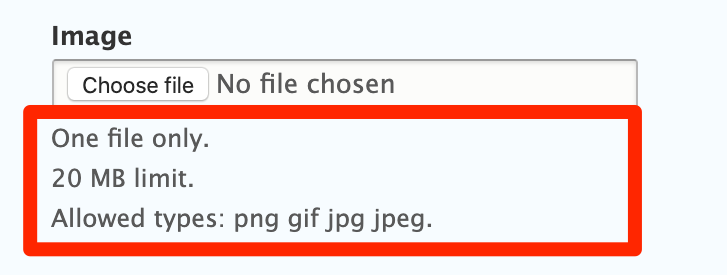 Image
Choose file No file chosen
One file only.
20 MB limit.
Allowed types: png gif jpg jpeg.